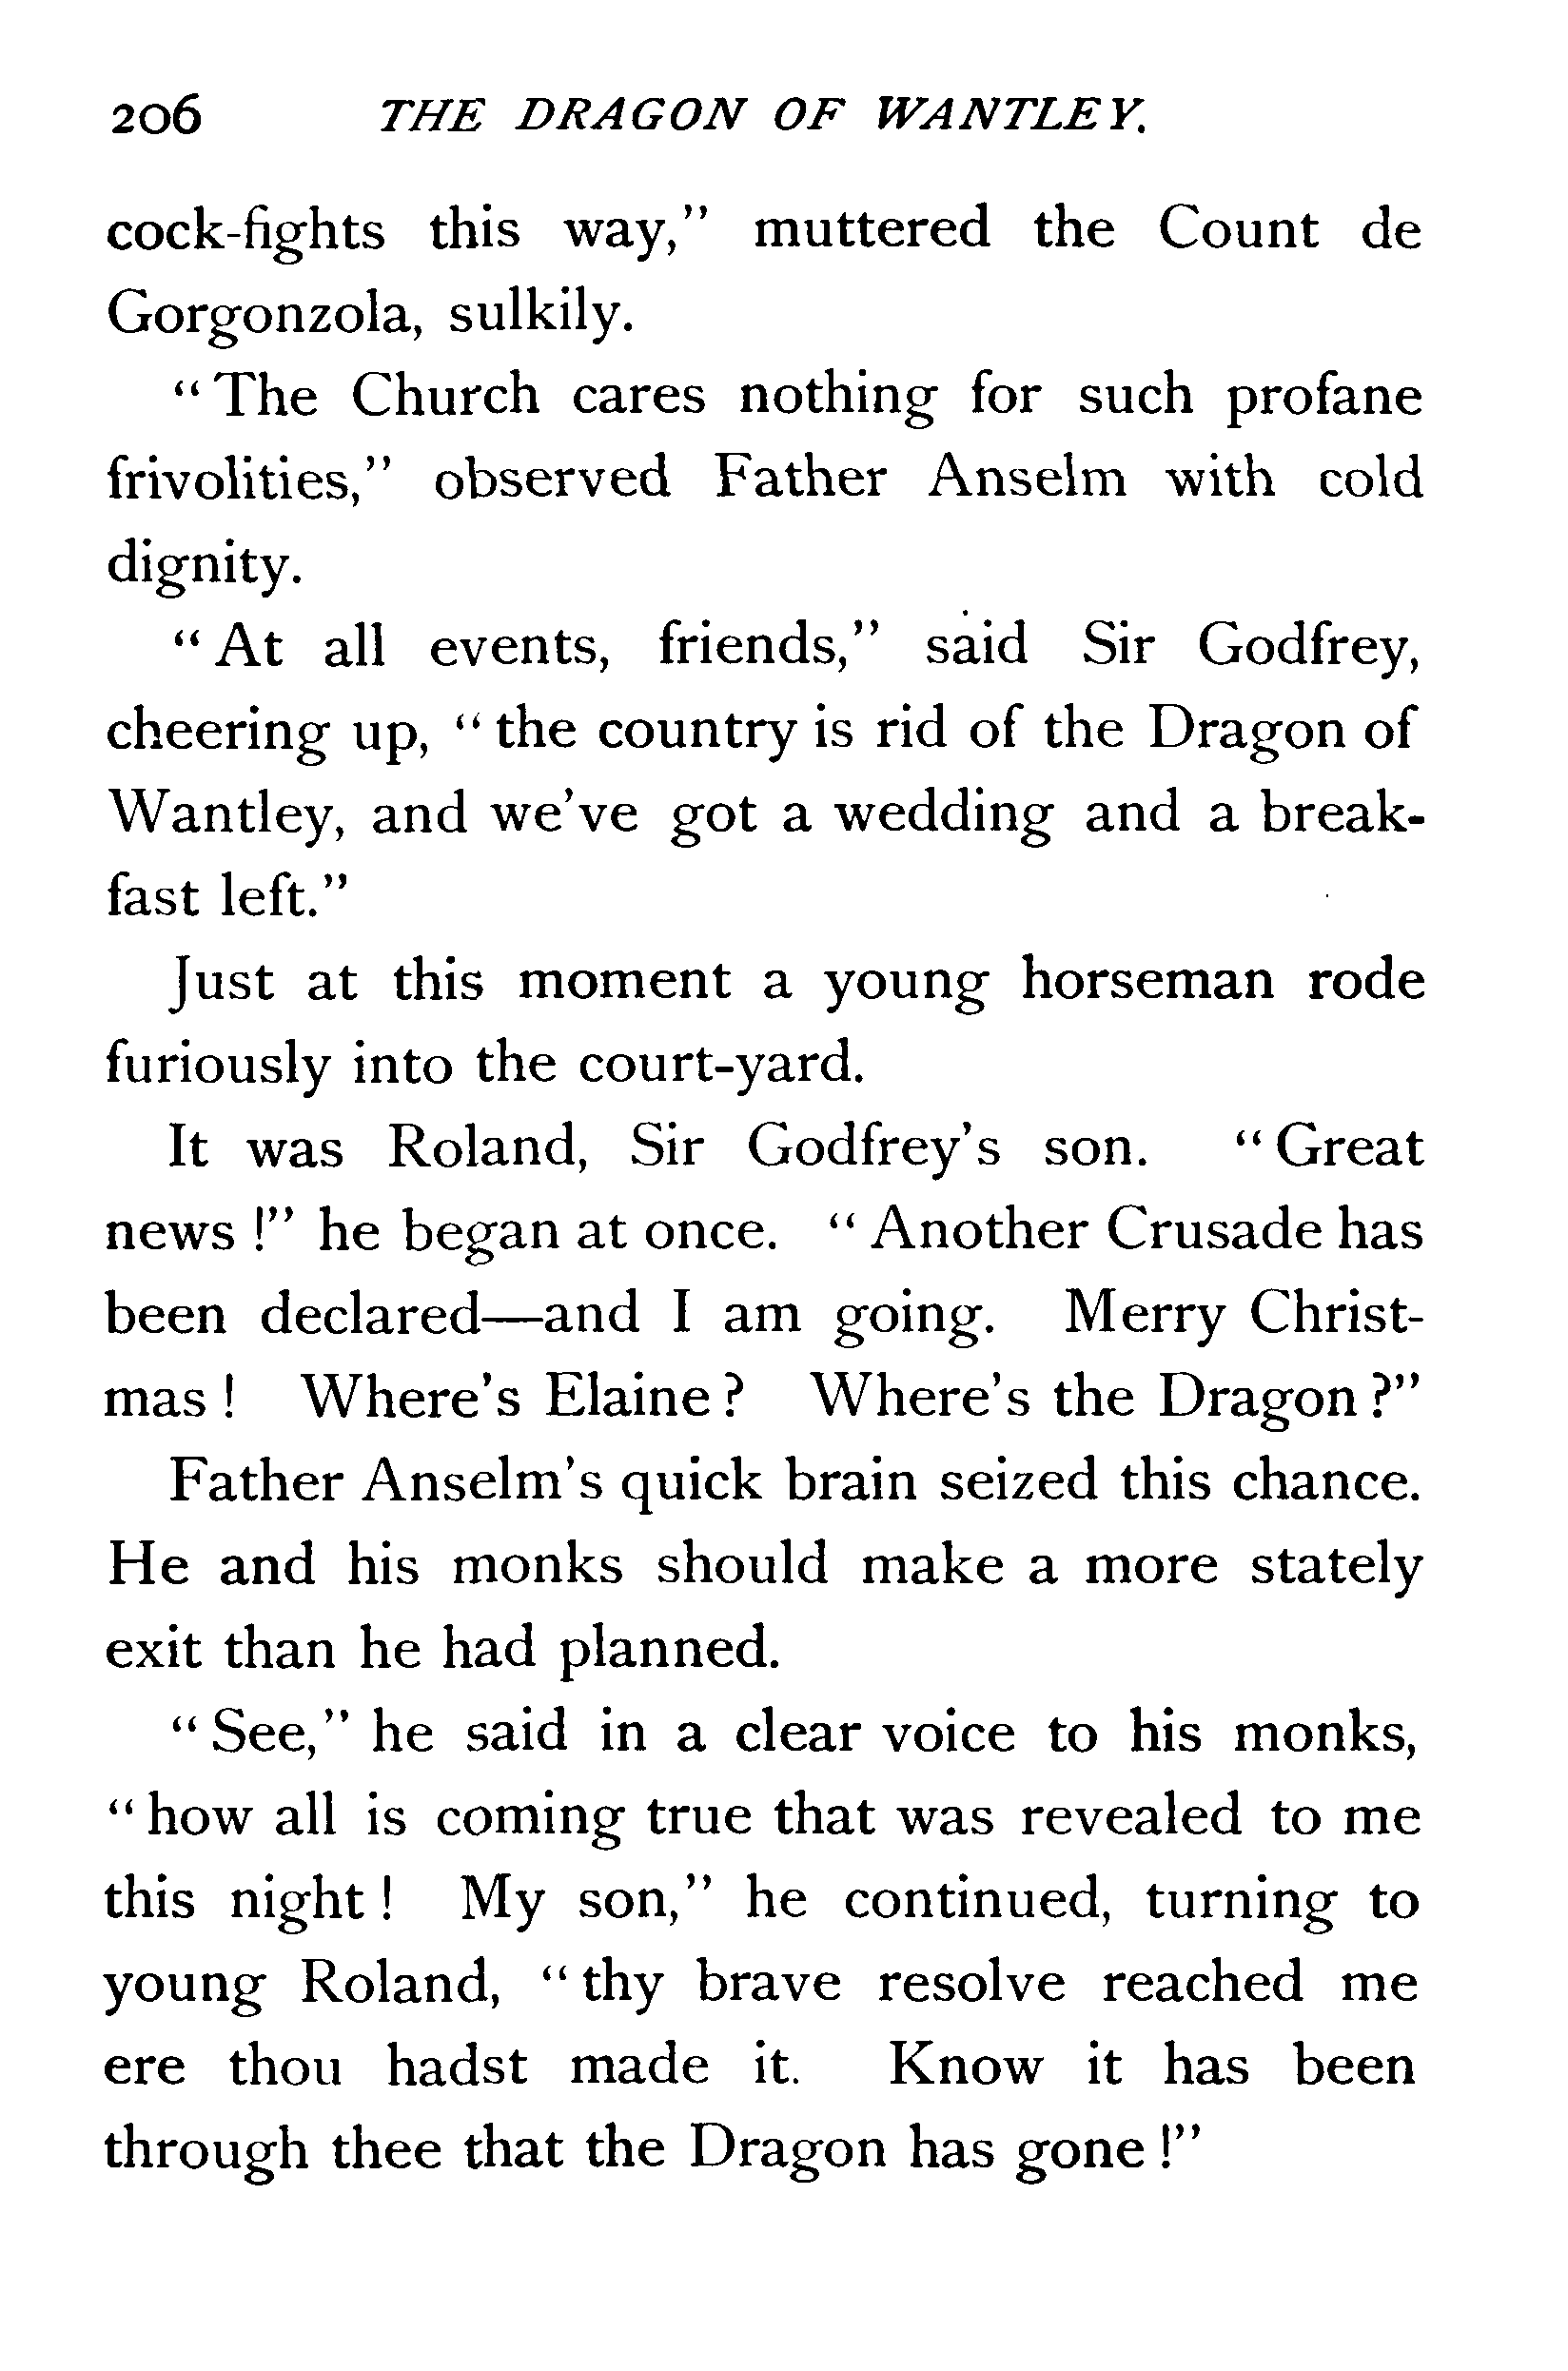 206 THE DRAGON OF WANTLEY.
cock-fights this way,” muttered the Count de
Gorgonzola, sulkily.
“The Church cares nothing for such profane
frivolities,” observed Father Anselm with cold
dignity.
“At all events, friends,” said Sir Godfrey,
cheering up, “the country is rid of the Dragon of
Wantley, and we’ve got a wedding and a break-
fast left.”
Just at this moment a young horseman rode
furiously into the court-yard.
It was Roland, Sir Godfrey’s son. “Great
news!” he began at once. “Another Crusade has
been declared—and I am going. Merry Christ-
mas! Where’s Elaine? Where’s the Dragon?”
Father Anselm’s quick brain seized this chance.
He and his monks should make a more stately
exit than he had planned.
“See,” he said in a clear voice to his monks,
“how all is coming true that was revealed to me
this night! My son,” he continued, turning to
young Roland, “thy brave resolve reached me
ere thou hadst made it. Know it has been
through thee that the Dragon has gone!”